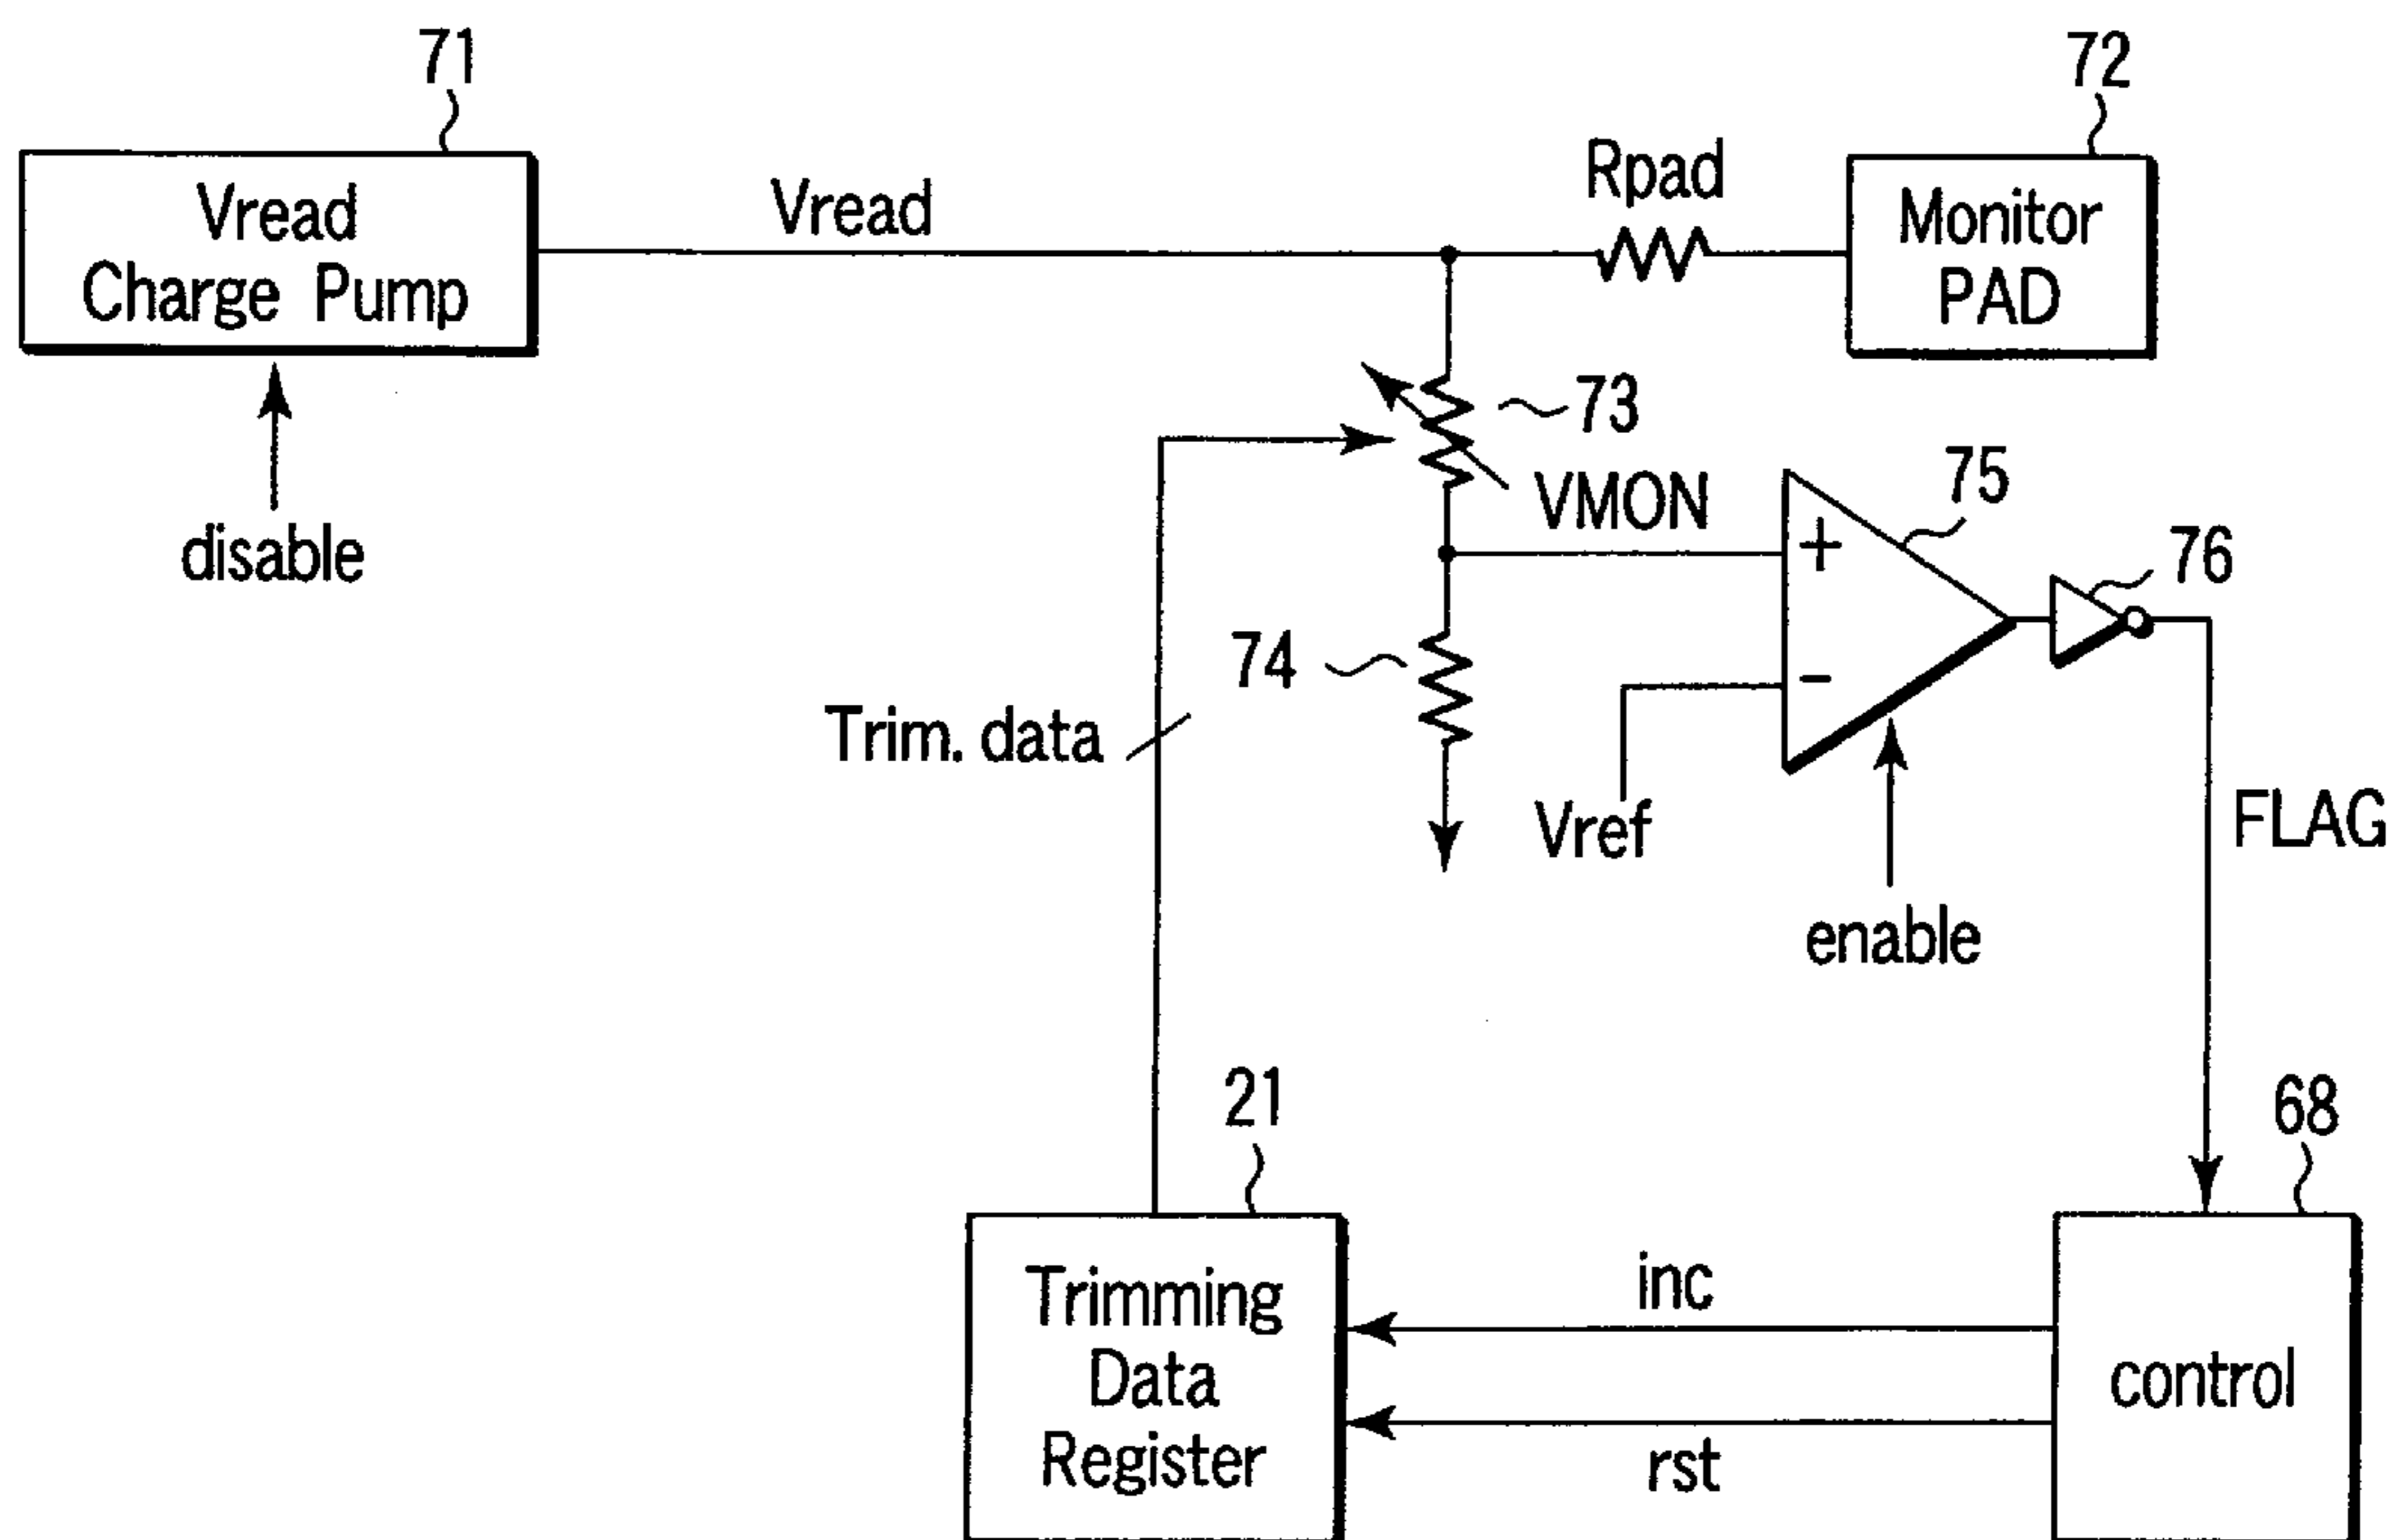 71
72
Vread
Charge Pump
Vread
Rpad
Monitor
PAD
disable
73
VMON
75
76
+
-
74
Trim. data
Vref
enable
FLAG
21
68
Trimming
Data
Register
inc
rst
control